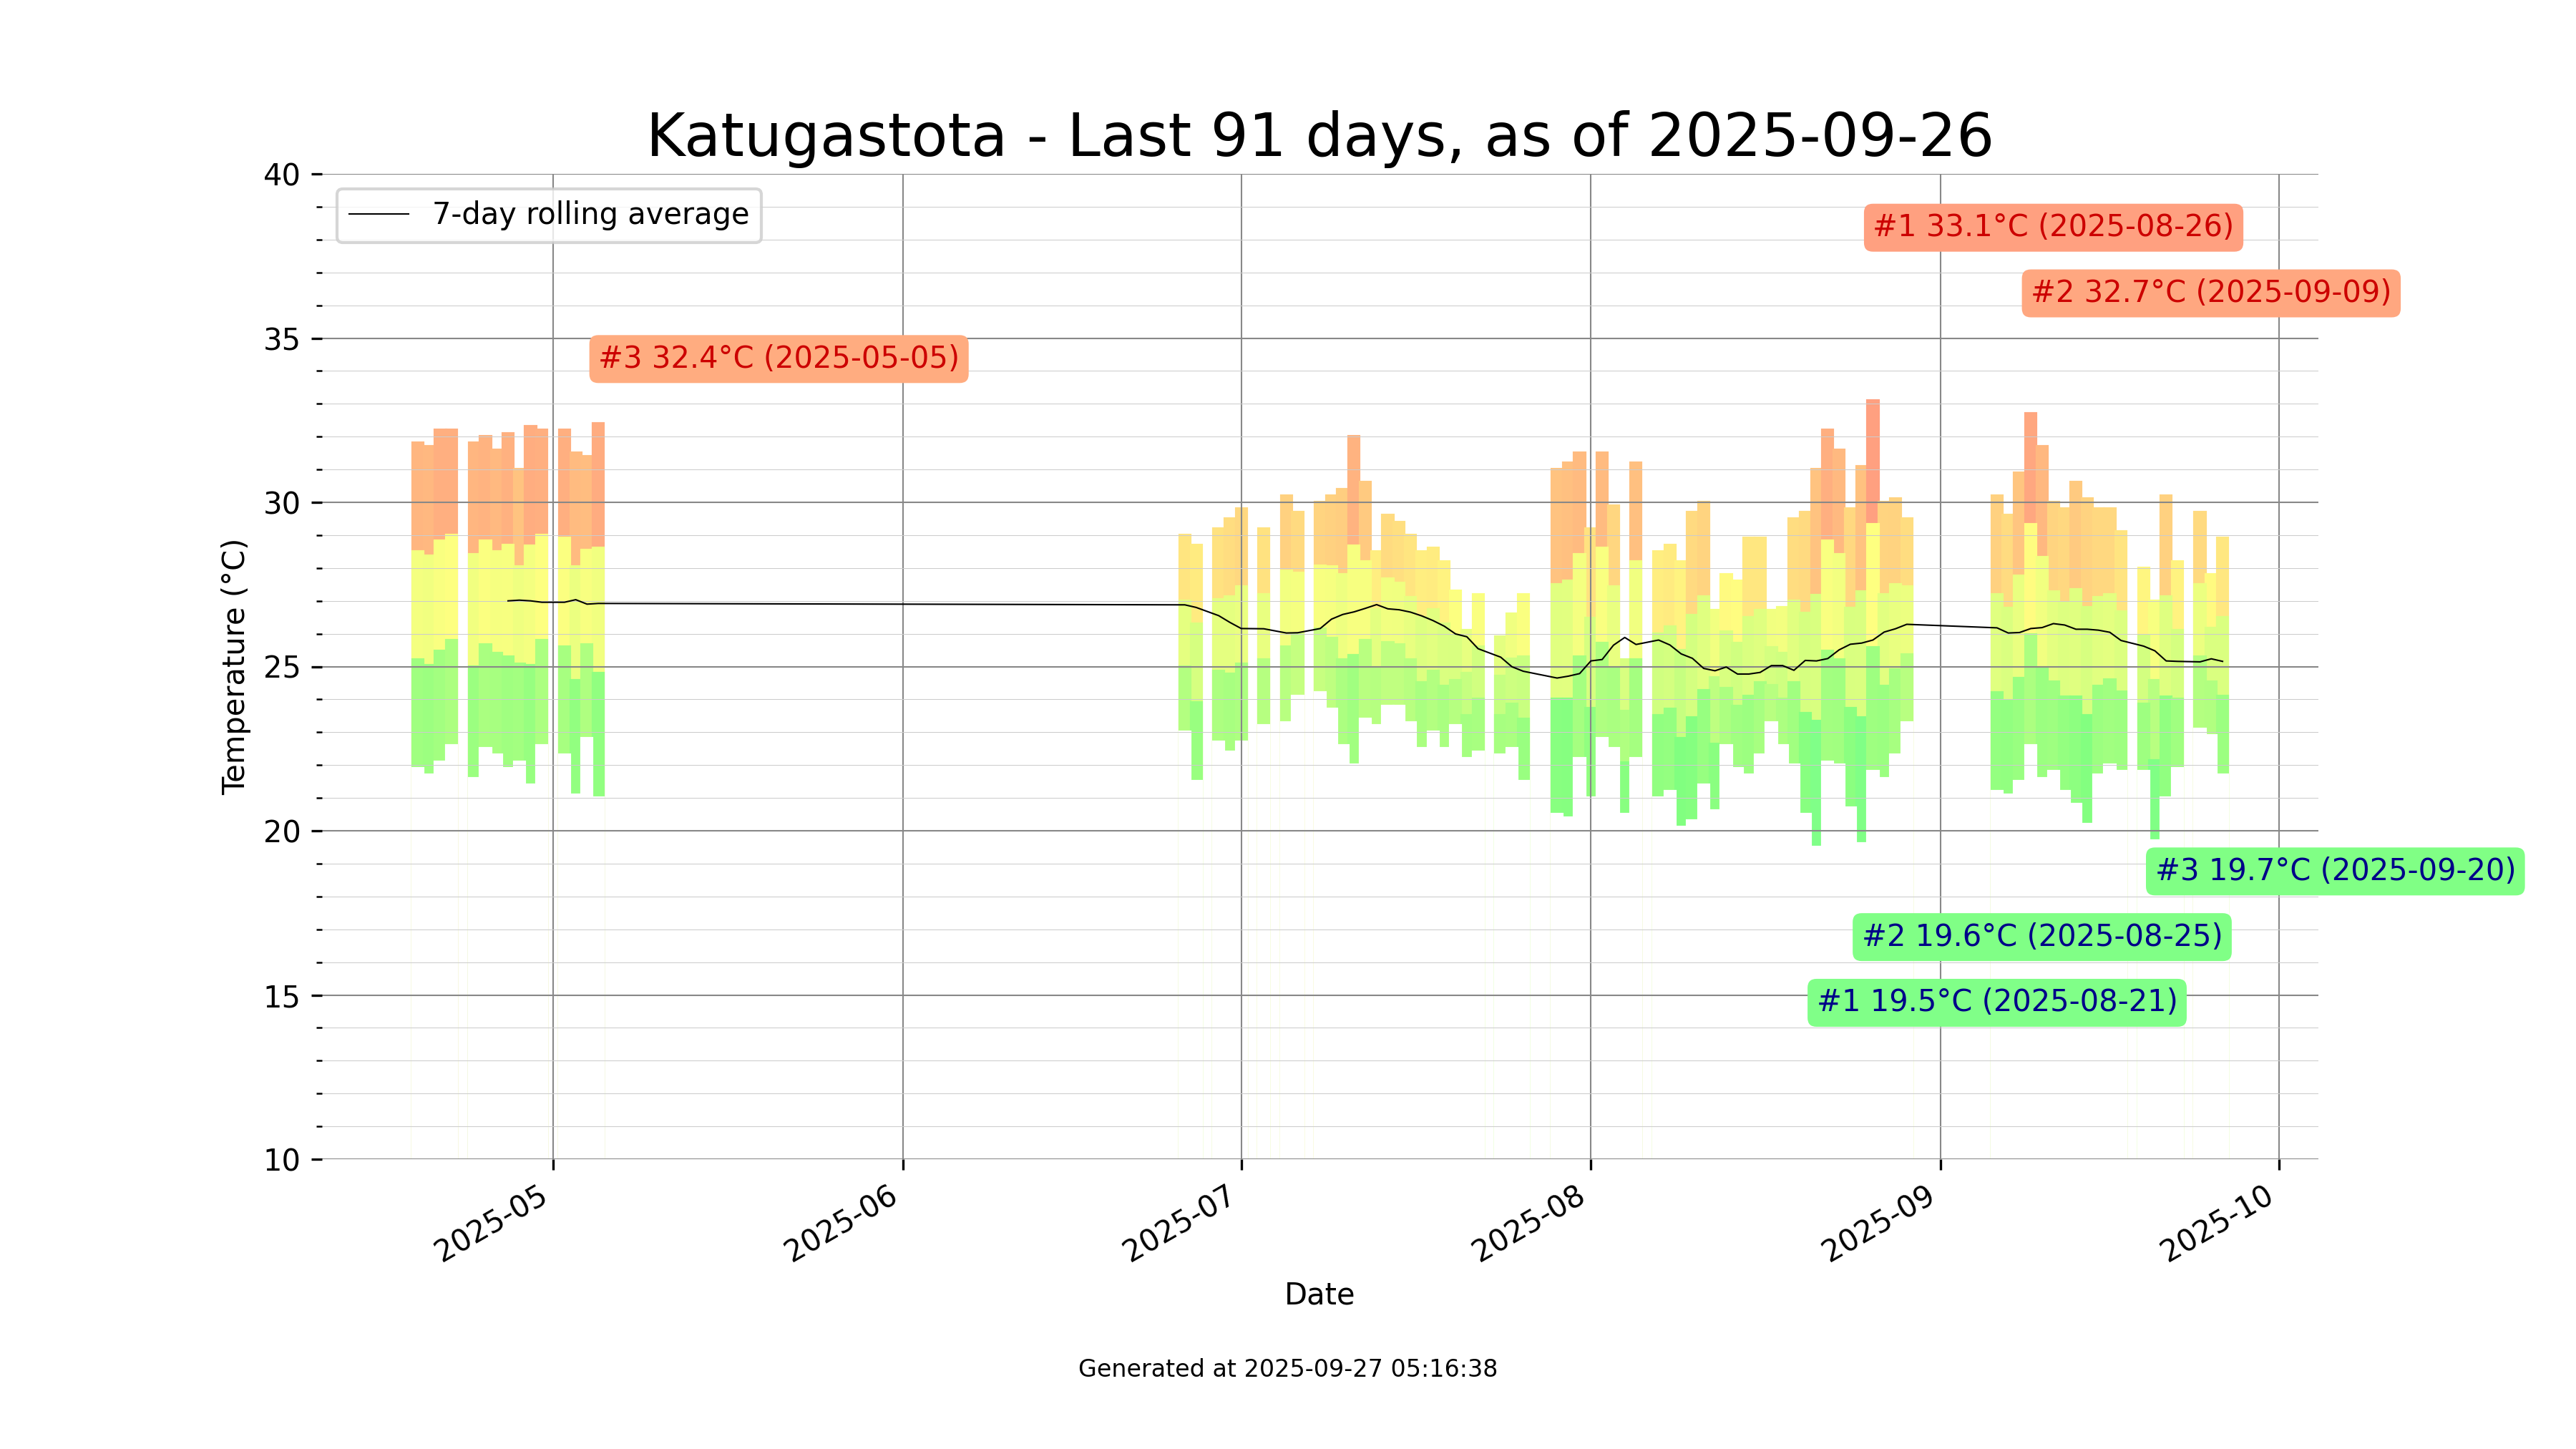 Katugastota - Last 91 days, as of 2025-09-26
7-day rolling average
#1 33.1°C (2025-08-26)
#2 32.7°C (2025-09-09)
#3 32.4°C (2025-05-05)
#3 19.7°C (2025-09-20)
#2 19.6°C (2025-08-25)
#1 19.5°C (2025-08-21)
Temperature (°C)
40
35
30
25
20
15
10
2025-05
2025-06
2025-07
2025-08
2025-09
2025-10
Date
Generated at 2025-09-27 05:16:38